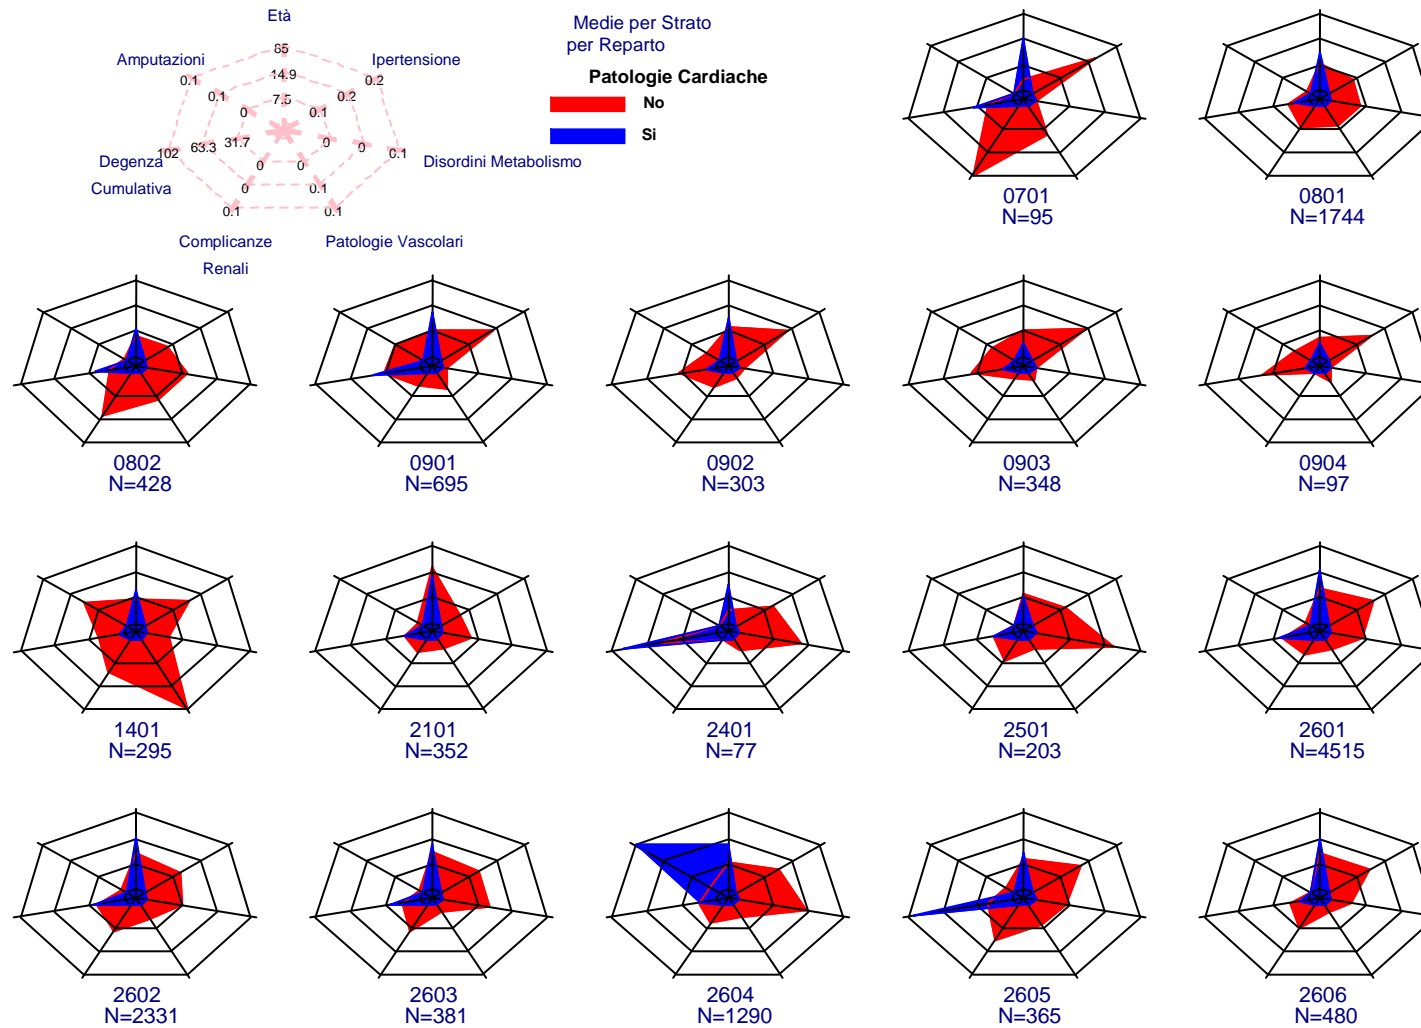 Età
Medie per Strato
per Reparto
Amputazioni
Ipertensione
Patologie Cardiache
No
Si
85
0.1
0.2
14.9
0.1
0.2
7.5
0
0.1
102
63.3
31.7
0
0
0.1
Degenza
Cumulativa
Disordini Metabolismo
0
0
0
0.1
0.1
0.1
Complicanze
Renali
Patologie Vascolari
0701
N=95
0801
N=1744
0802
N=428
0901
N=695
0902
N=303
0903
N=348
0904
N=97
1401
N=295
2101
N=352
2401
N=77
2501
N=203
2601
N=4515
2602
N=2331
2603
N=381
2604
N=1290
2605
N=365
2606
N=480